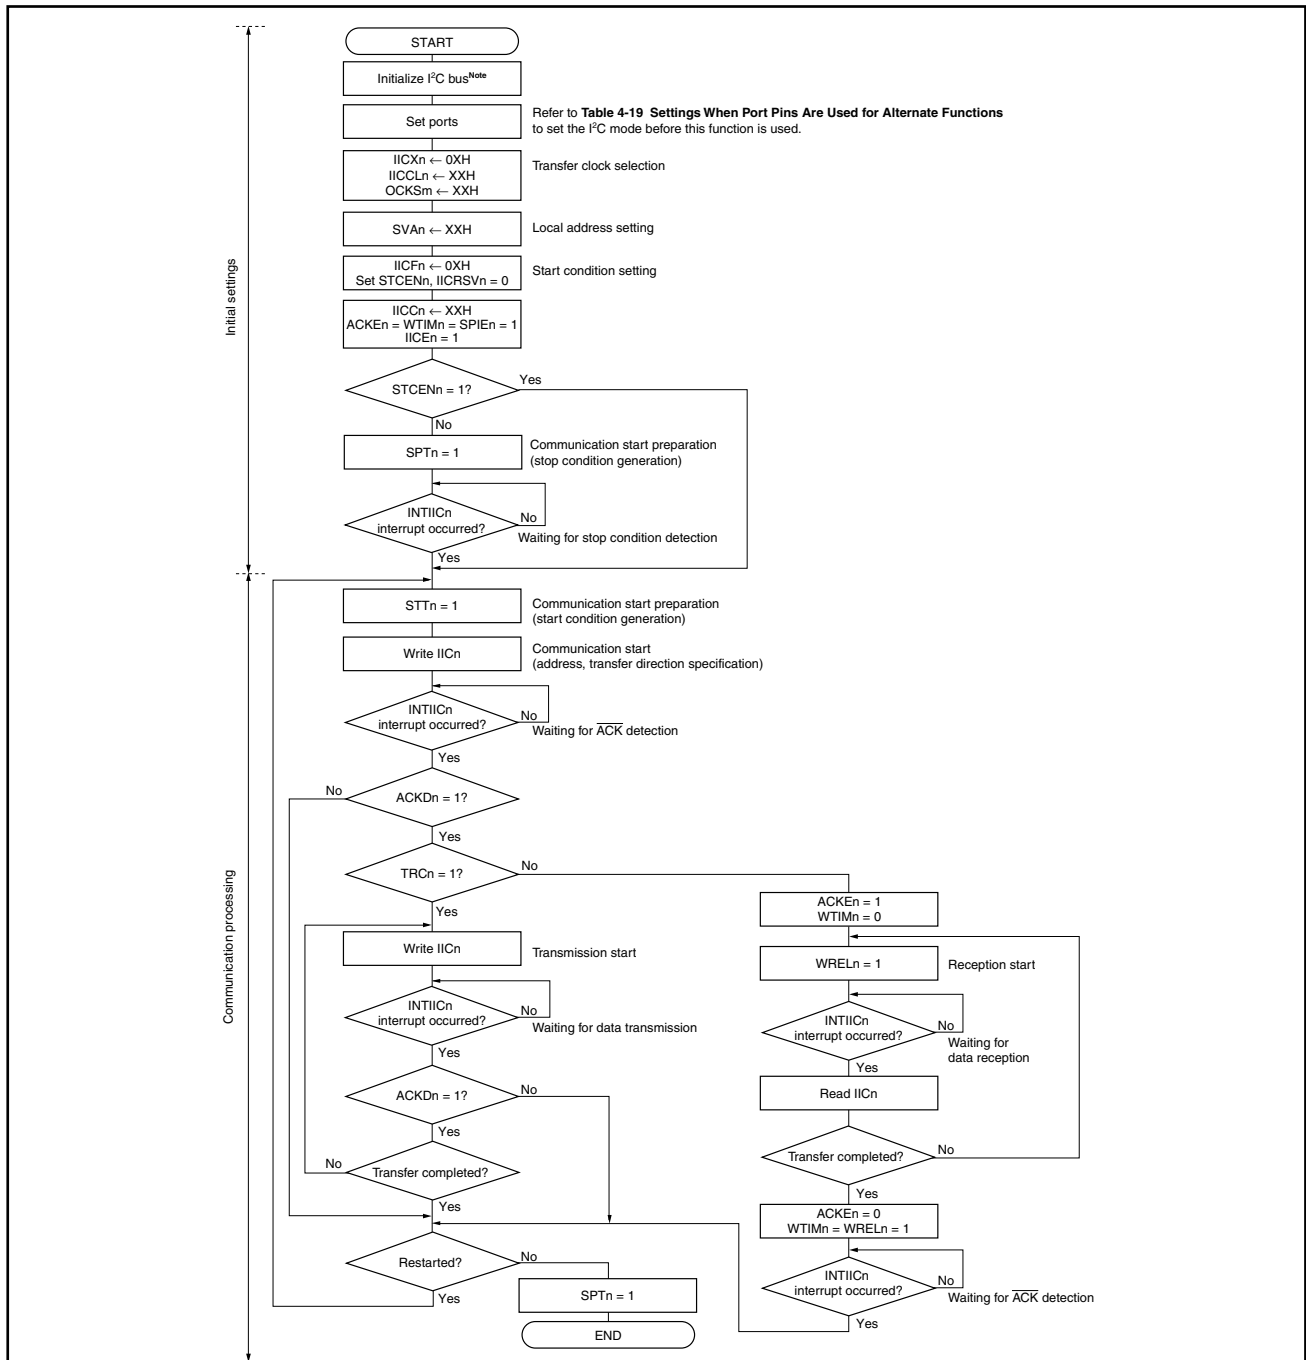 START
Initialize I²C bus^Note
Set ports
Refer to Table 4-19 Settings When Port Pins Are Used for Alternate Functions
to set the I²C mode before this function is used.
IICXn ← 0XH
IICCLn ← XXH
OCKSm ← XXH
Transfer clock selection
SVAn ← XXH
Local address setting
IICFn ← 0XH
Set STCENn, IICRSVn = 0
Start condition setting
IICCn ← XXH
ACKEn = WTIMn = SPIEn = 1
IICEn = 1
Initial settings
STCENn = 1?
Yes
No
SPTn = 1
Communication start preparation
(stop condition generation)
INTIICn
interrupt occurred?
No
Waiting for stop condition detection
Yes
STTn = 1
Communication start preparation
(start condition generation)
Write IICn
Communication start
(address, transfer direction specification)
INTIICn
interrupt occurred?
No
Waiting for A̅C̅K̅ detection
Yes
ACKDn = 1?
No
Yes
TRCn = 1?
No
Yes
Communication processing
Write IICn
Transmission start
INTIICn
interrupt occurred?
No
Waiting for data transmission
Yes
ACKDn = 1?
No
Yes
Transfer completed?
No
Yes
Restarted?
No
Yes
SPTn = 1
END
ACKEn = 1
WTIMn = 0
WRELn = 1
Reception start
INTIICn
interrupt occurred?
No
Waiting for
data reception
Yes
Read IICn
Transfer completed?
No
Yes
ACKEn = 0
WTIMn = WRELn = 1
INTIICn
interrupt occurred?
No
Waiting for A̅C̅K̅ detection
Yes